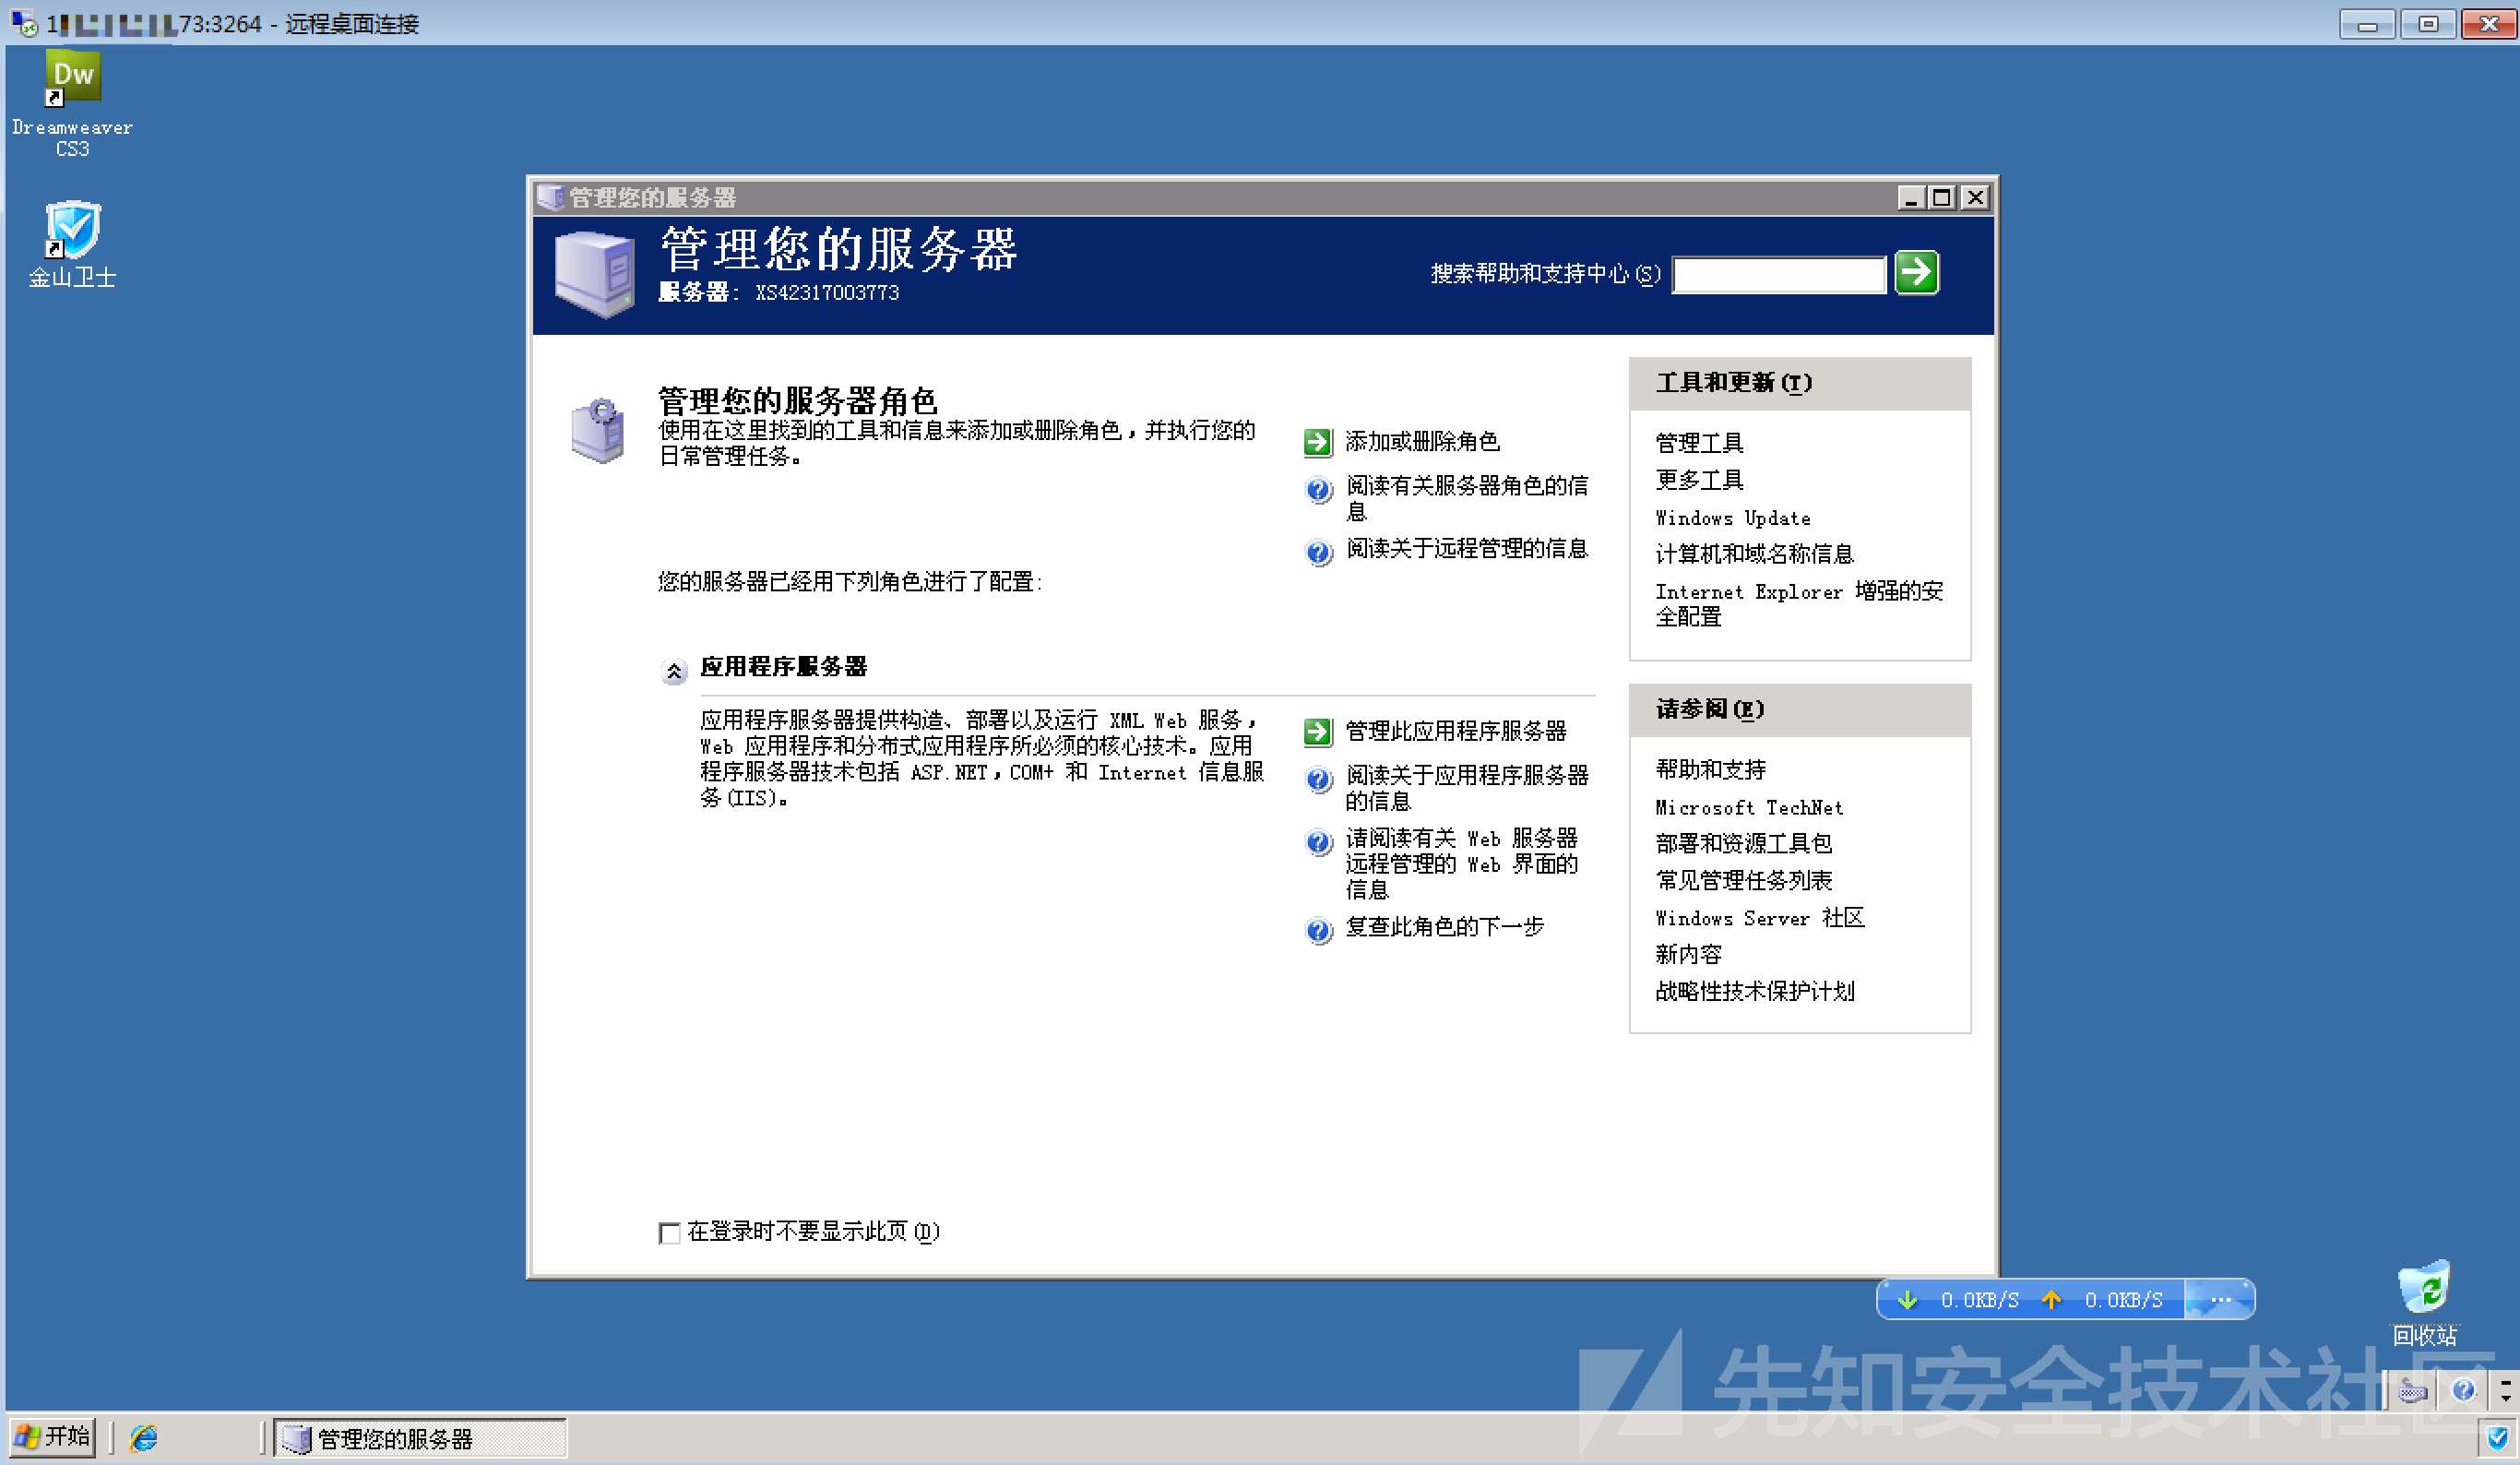 73:3264 - 远程桌面连接
Dw
Dreamweaver
CS3
金山卫士
管理您的服务器
管理您的服务器
服务器: XS42317003773
搜索帮助和支持中心(S)
管理您的服务器角色
使用在这里找到的工具和信息来添加或删除角色，并执行您的
日常管理任务。
添加或删除角色
阅读有关服务器角色的信
息
阅读关于远程管理的信息
您的服务器已经用下列角色进行了配置:
应用程序服务器
应用程序服务器提供构造、部署以及运行 XML Web 服务，
Web 应用程序和分布式应用程序所必须的核心技术。应用
程序服务器技术包括 ASP.NET，COM+ 和 Internet 信息服
务(IIS)。
管理此应用程序服务器
阅读关于应用程序服务器
的信息
请阅读有关 Web 服务器
远程管理的 Web 界面的
信息
复查此角色的下一步
工具和更新(T)
管理工具
更多工具
Windows Update
计算机和域名称信息
Internet Explorer 增强的安
全配置
请参阅(E)
帮助和支持
Microsoft TechNet
部署和资源工具包
常见管理任务列表
Windows Server 社区
新内容
战略性技术保护计划
在登录时不要显示此页(D)
0.0KB/S 0.0KB/S ...
回收站
先知安全技术社区
开始
管理您的服务器